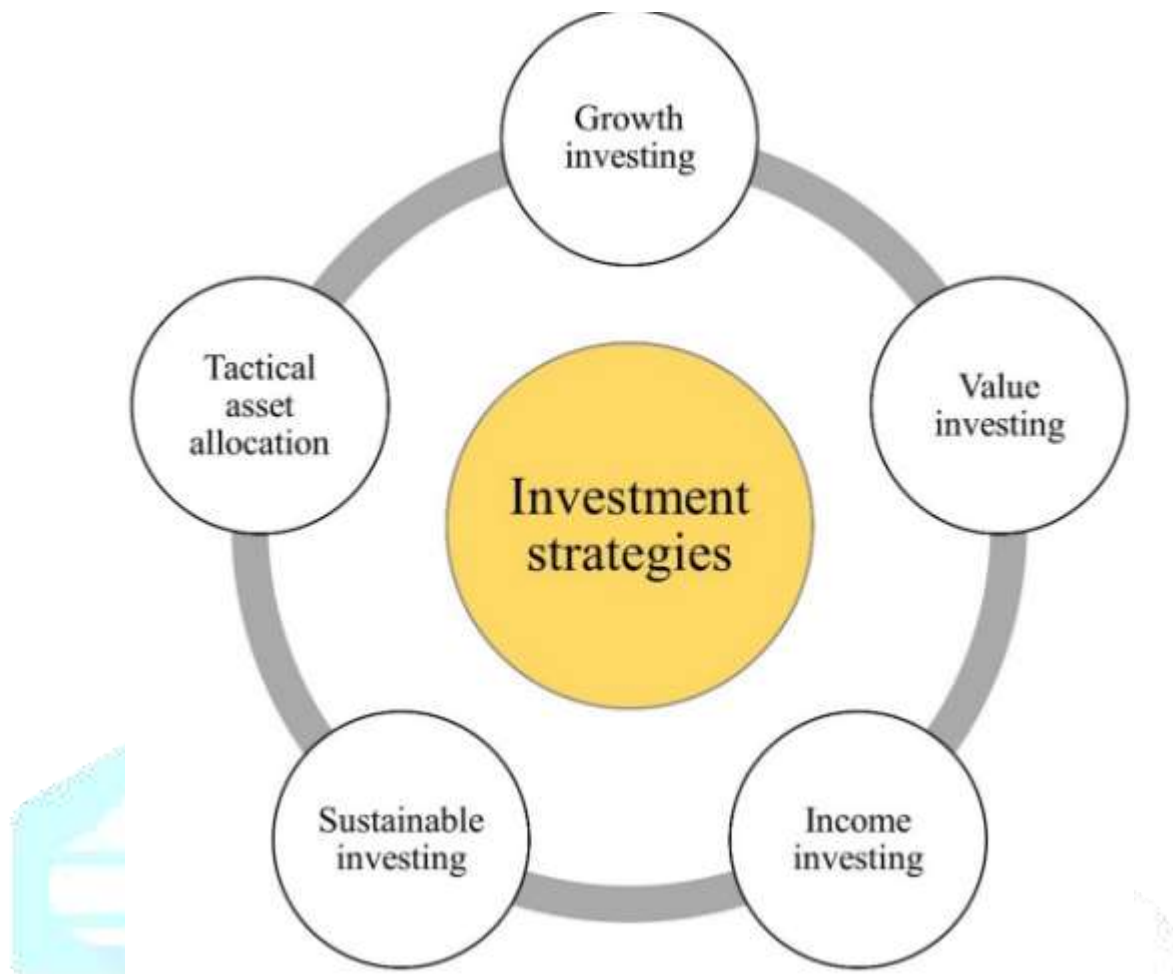 Growth
investing
Value
investing
Income
investing
Sustainable
investing
Tactical
asset
allocation
Investment
strategies